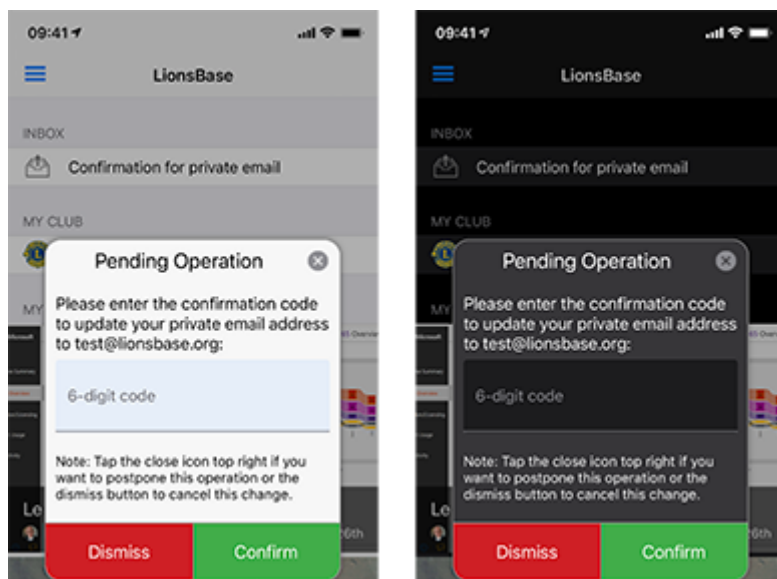 09:41
LionsBase
INBOX
Confirmation for private email
MY CLUB
Pending Operation
MY
Please enter the confirmation code
to update your private email address
to test@lionsbase.org:
6-digit code
Note: Tap the close icon top right if you
want to postpone this operation or the
dismiss button to cancel this change.
Le
Dismiss
Confirm
09:41
LionsBase
INBOX
Confirmation for private email
MY CLUB
Pending Operation
MY
Please enter the confirmation code
to update your private email address
to test@lionsbase.org:
6-digit code
Note: Tap the close icon top right if you
want to postpone this operation or the
dismiss button to cancel this change.
Le
26th
Dismiss
Confirm